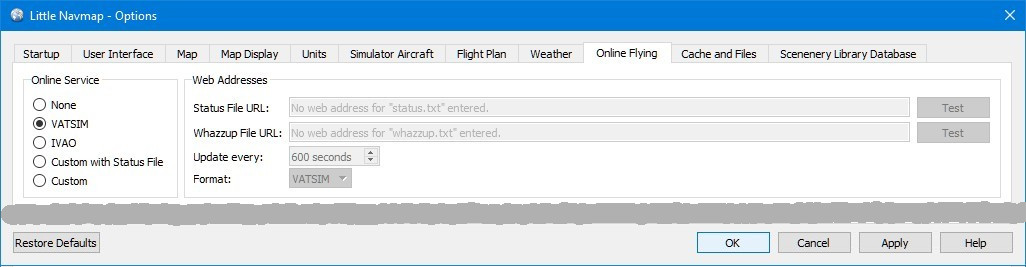 Little Navmap - Options
Startup User Interface Map Map Display Units Simulator Aircraft Flight Plan Weather Online Flying Cache and Files Scenenery Library Database
Online Service
None
VATSIM
IVAO
Custom with Status File
Custom
Web Addresses
Status File URL: No web address for "status.txt" entered. Test
Whazzup File URL: No web address for "whazzup.txt" entered. Test
Update every: 600 seconds
Format: VATSIM
Restore Defaults OK Cancel Apply Help